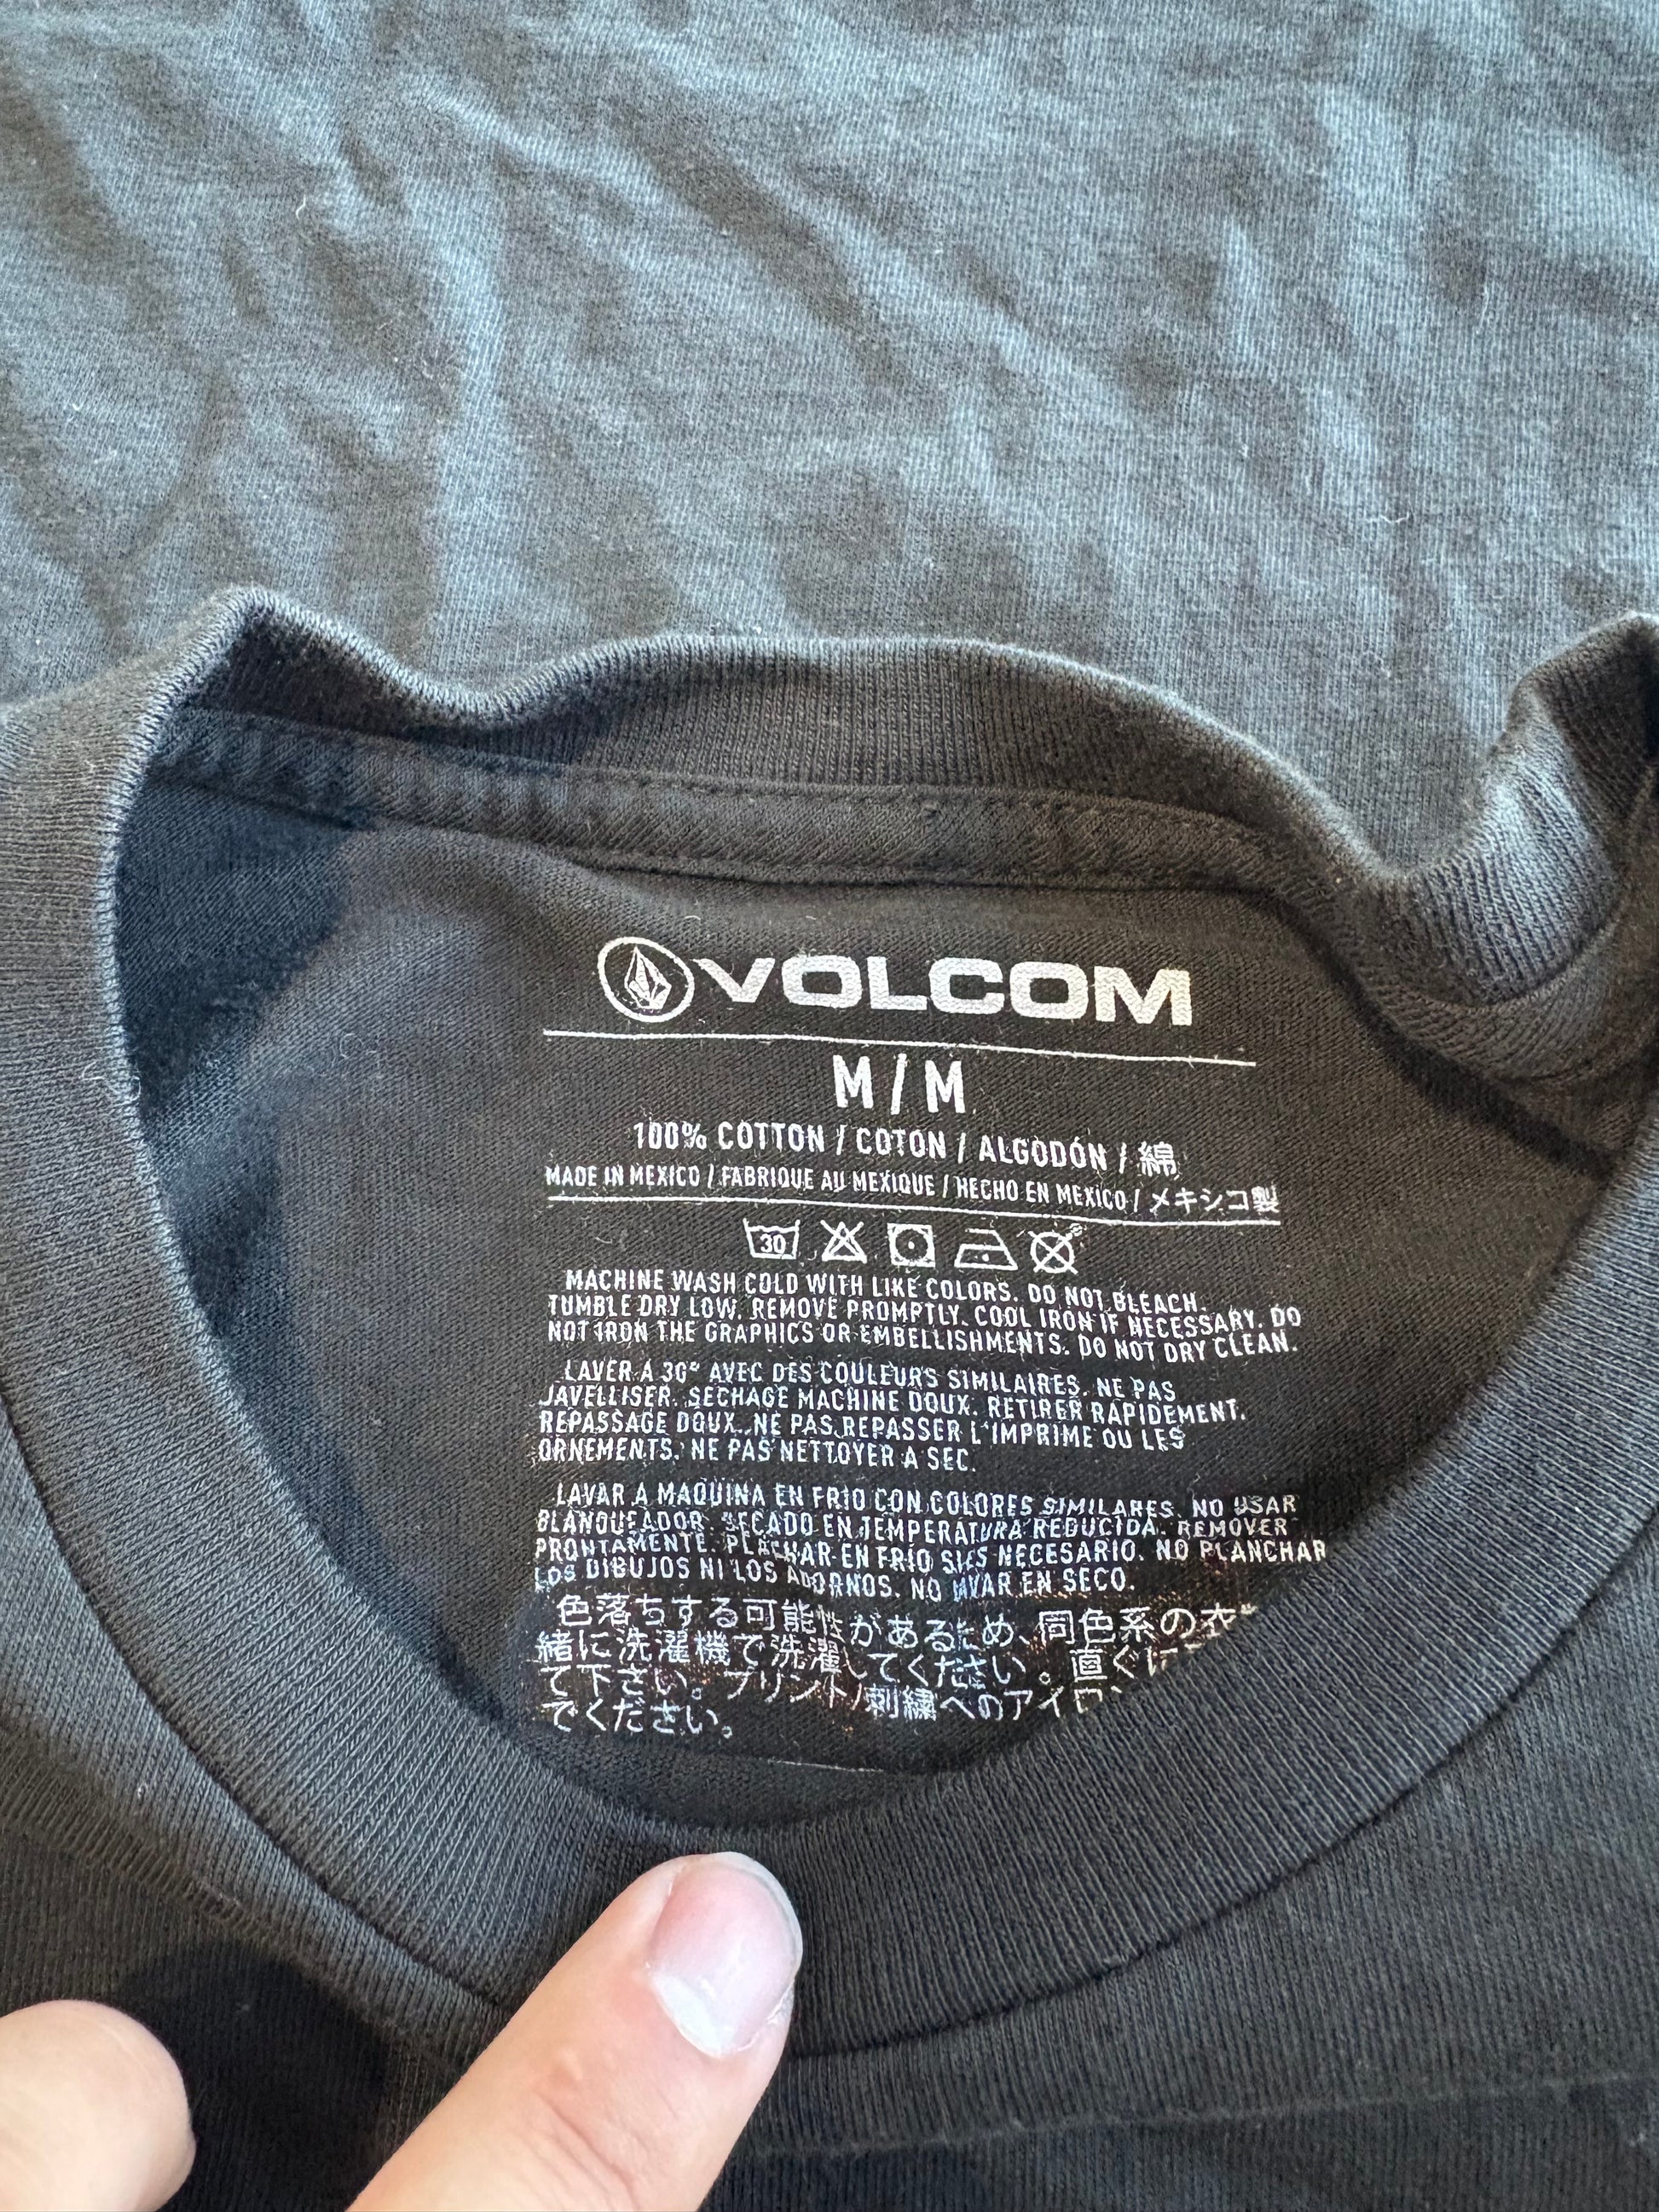 VOLCOM
M / M
100% COTTON / COTON / ALGODÓN / 綿
MADE IN MEXICO / FABRIQUE AU MEXIQUE / HECHO EN MEXICO / メキシコ製
30
MACHINE WASH COLD WITH LIKE COLORS. DO NOT BLEACH.
TUMBLE DRY LOW. REMOVE PROMPTLY. COOL IRON IF NECESSARY. DO
NOT IRON THE GRAPHICS OR EMBELLISHMENTS. DO NOT DRY CLEAN.
LAVER A 30° AVEC DES COULEURS SIMILAIRES. NE PAS
JAVELLISER. SECHAGE MACHINE DOUX. RETIRER RAPIDEMENT.
REPASSAGE DOUX. NE PAS REPASSER L'IMPRIME OU LES
ORNEMENTS. NE PAS NETTOYER A SEC.
LAVAR A MAQUINA EN FRIO CON COLORES SIMILARES. NO USAR
BLANQUEADOR. SECADO EN TEMPERATURA REDUCIDA. REMOVER
PRONTAMENTE. PLANCHAR EN FRIO SI ES NECESARIO. NO PLANCHAR
LOS DIBUJOS NI LOS ADORNOS. NO LAVAR EN SECO.
色落ちする可能性があるため、同色系の衣
緒に洗濯機で洗濯してください。直ぐに
て下さい。プリント/刺繍へのアイロン
でください。